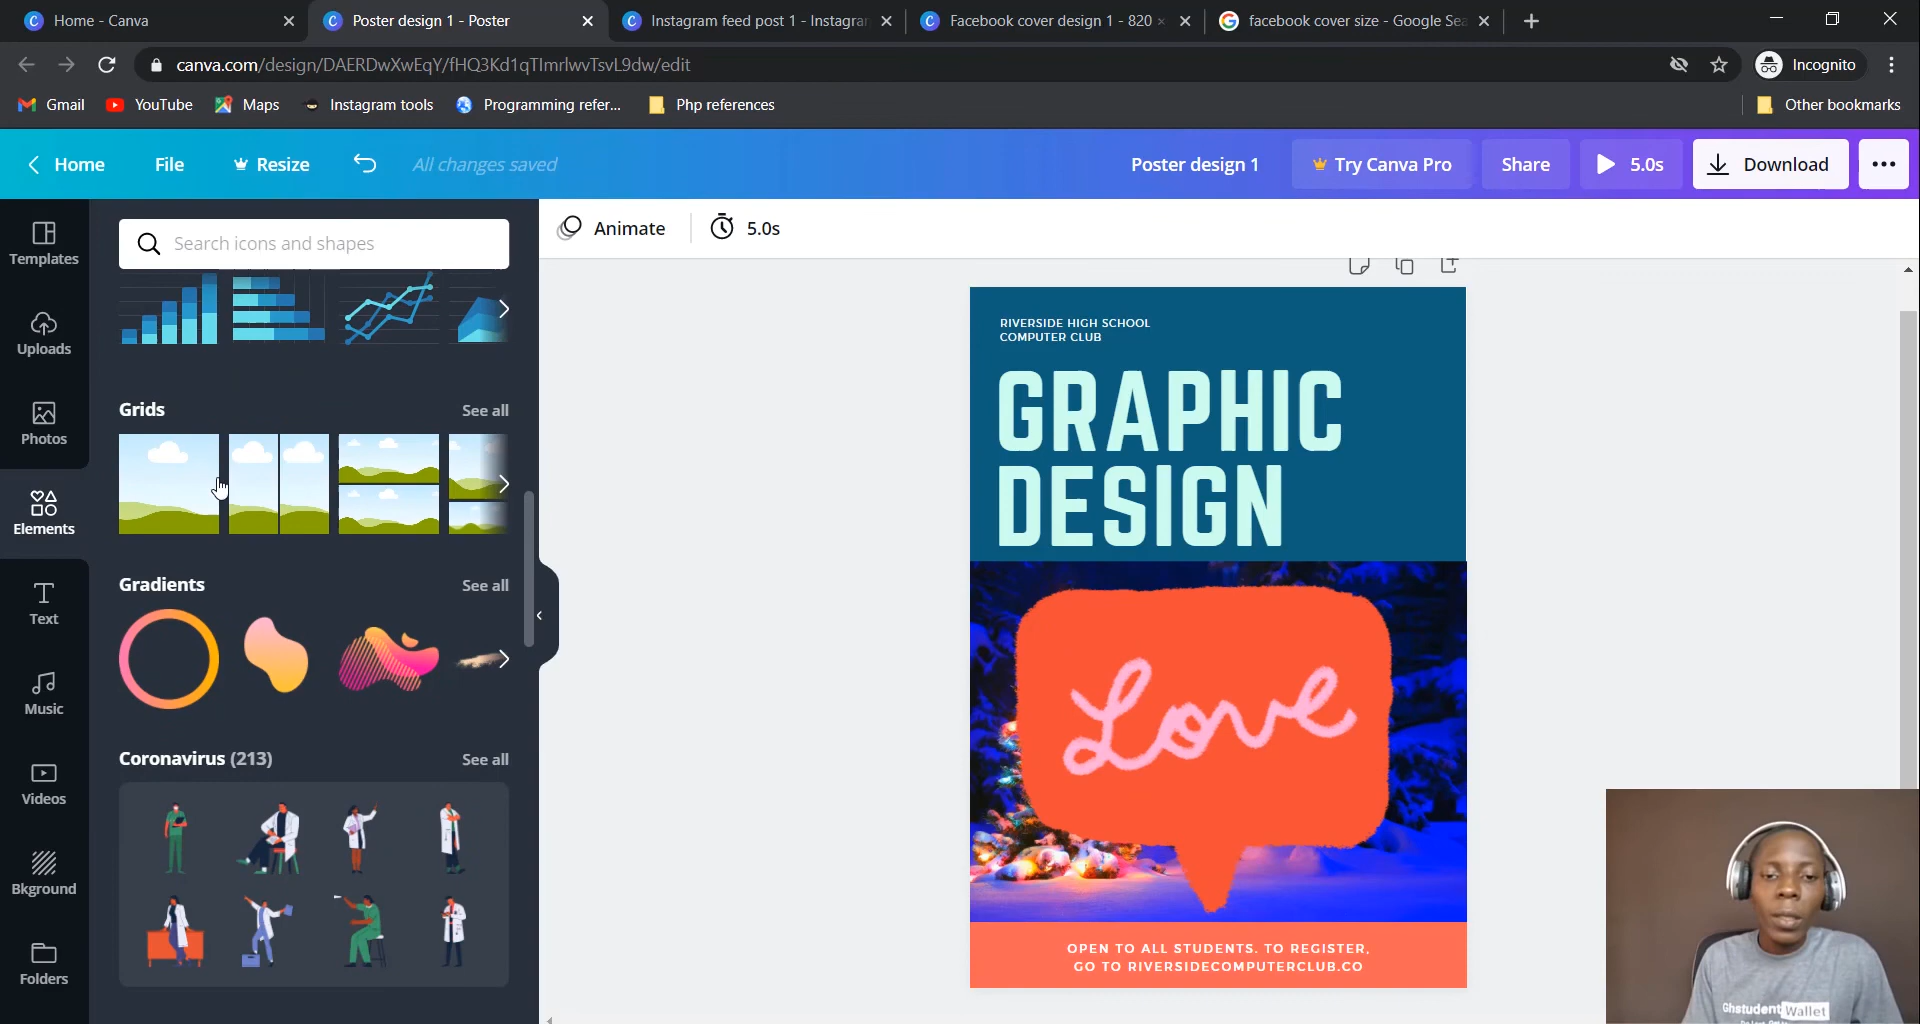 Home - Canva
Poster design 1 - Poster
Instagram feed post 1 - Instagra
Facebook cover design 1 - 820 ×
facebook cover size - Google Sea
canva.com/design/DAERDwXwEqY/fHQ3Kd1qTImrlwvTsvL9dw/edit
Incognito
Gmail
YouTube
Maps
Instagram tools
Programming refer...
Php references
Other bookmarks
Home
File
Resize
All changes saved
Poster design 1
Try Canva Pro
Share
5.0s
Download
Templates
Uploads
Photos
Elements
Text
Music
Videos
Bkground
Folders
Search icons and shapes
Grids
See all
Gradients
See all
Coronavirus (213)
See all
Animate
5.0s
RIVERSIDE HIGH SCHOOL
COMPUTER CLUB
GRAPHIC
DESIGN
Love
OPEN TO ALL STUDENTS. TO REGISTER,
GO TO RIVERSIDECOMPUTERCLUB.CO
Ghstudent Wallet